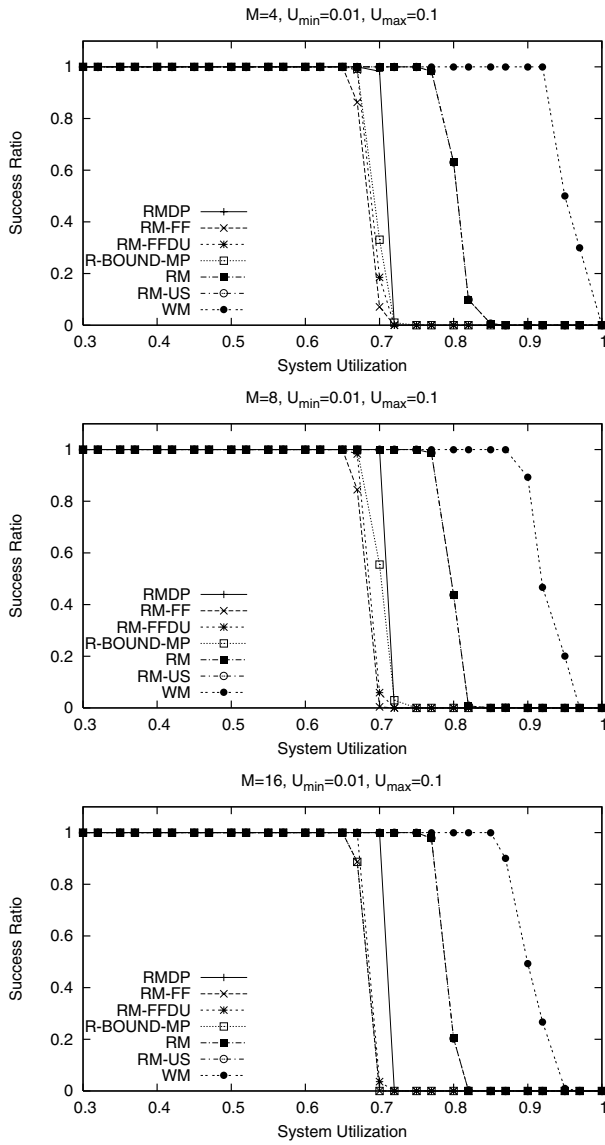 M=4, Umin=0.01, Umax=0.1
1
0.8
0.6
0.4
0.2
0
Success Ratio
RMDP
RM-FF
RM-FFDU
R-BOUND-MP
RM
RM-US
WM
0.3 0.4 0.5 0.6 0.7 0.8 0.9 1
System Utilization
M=8, Umin=0.01, Umax=0.1
1
0.8
0.6
0.4
0.2
0
Success Ratio
RMDP
RM-FF
RM-FFDU
R-BOUND-MP
RM
RM-US
WM
0.3 0.4 0.5 0.6 0.7 0.8 0.9 1
System Utilization
M=16, Umin=0.01, Umax=0.1
1
0.8
0.6
0.4
0.2
0
Success Ratio
RMDP
RM-FF
RM-FFDU
R-BOUND-MP
RM
RM-US
WM
0.3 0.4 0.5 0.6 0.7 0.8 0.9 1
System Utilization